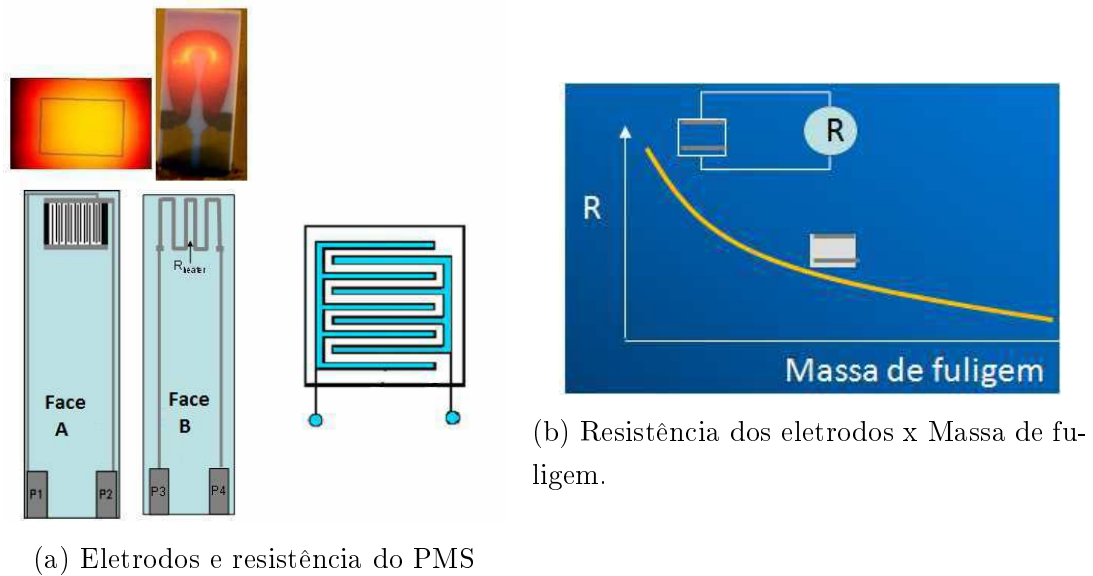 R
heater
Face
A
P1
P2
Face
B
P3
P4
(a) Eletrodos e resistência do PMS
R
R
Massa de fuligem
(b) Resistência dos eletrodos x Massa de fu-
ligem.